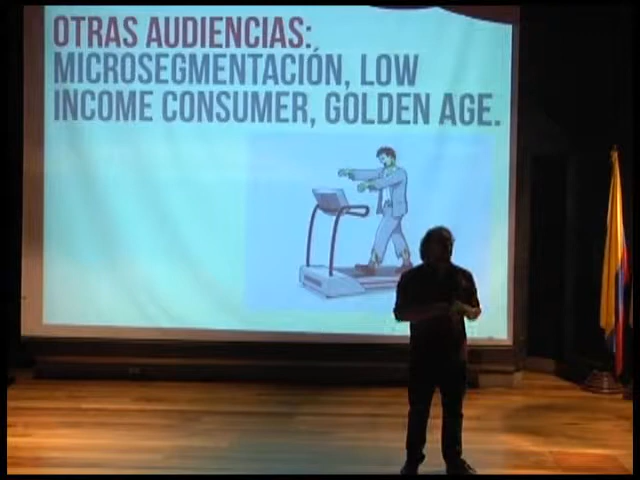 OTRAS AUDIENCIAS:
MICROSEGMENTACIÓN, LOW
INCOME CONSUMER, GOLDEN AGE.